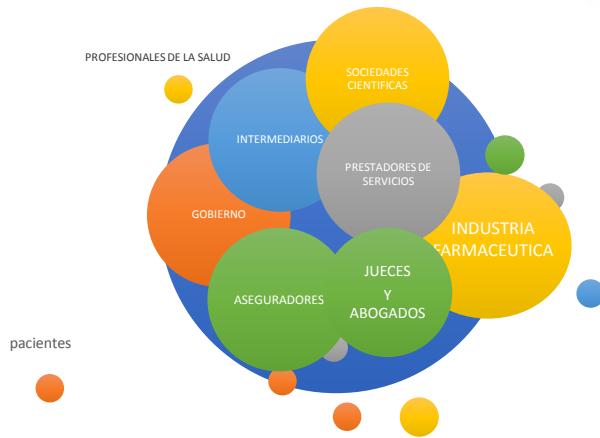 PROFESIONALES DE LA SALUD
SOCIEDADES
CIENTIFICAS
INTERMEDIARIOS
PRESTADORES DE
SERVICIOS
GOBIERNO
INDUSTRIA
FARMACEUTICA
JUECES
Y
ABOGADOS
ASEGURADORES
pacientes